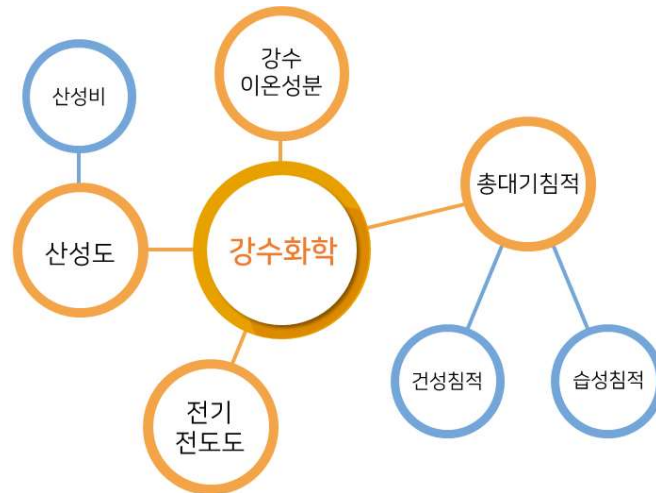 강수
이온성분
산성비
총대기침적
산성도
강수화학
건성침적
습성침적
전기
전도도